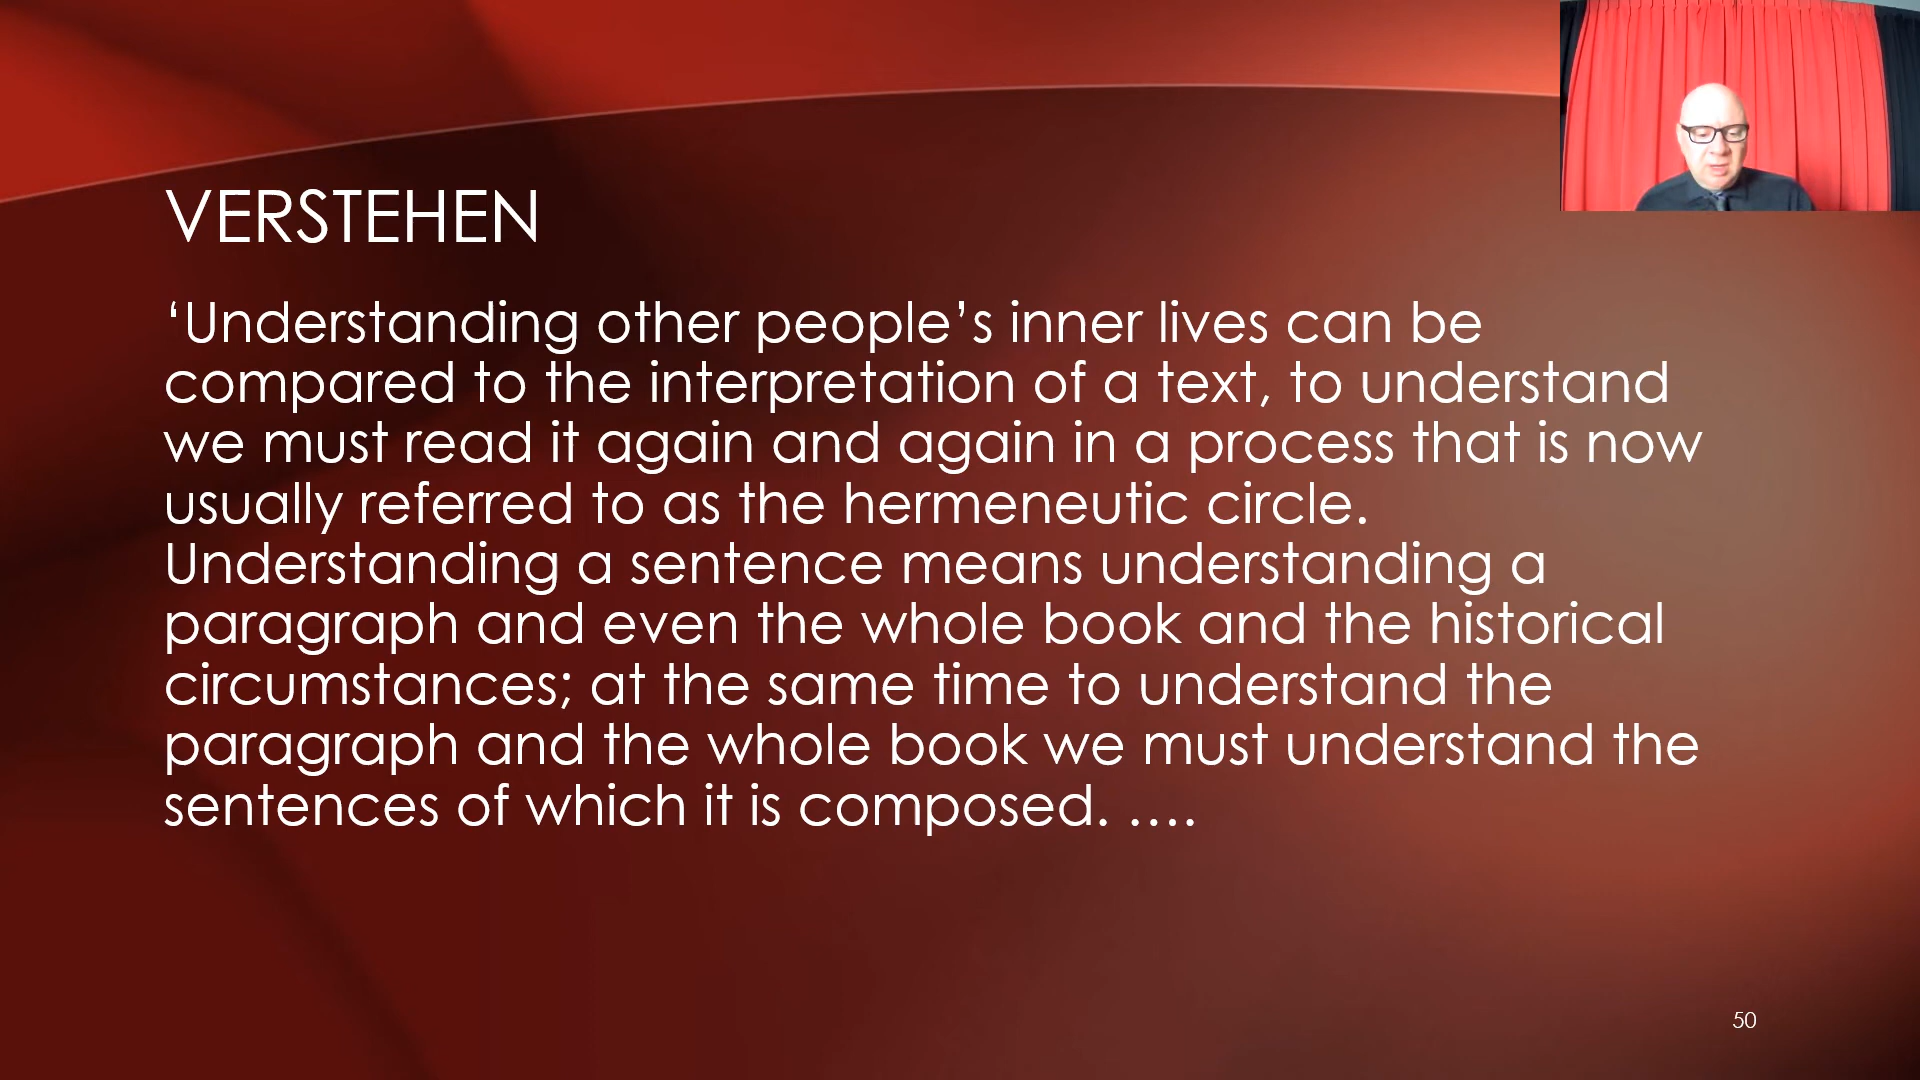 VERSTEHEN
‘Understanding other people’s inner lives can be
compared to the interpretation of a text, to understand
we must read it again and again in a process that is now
usually referred to as the hermeneutic circle.
Understanding a sentence means understanding a
paragraph and even the whole book and the historical
circumstances; at the same time to understand the
paragraph and the whole book we must understand the
sentences of which it is composed. ….
50